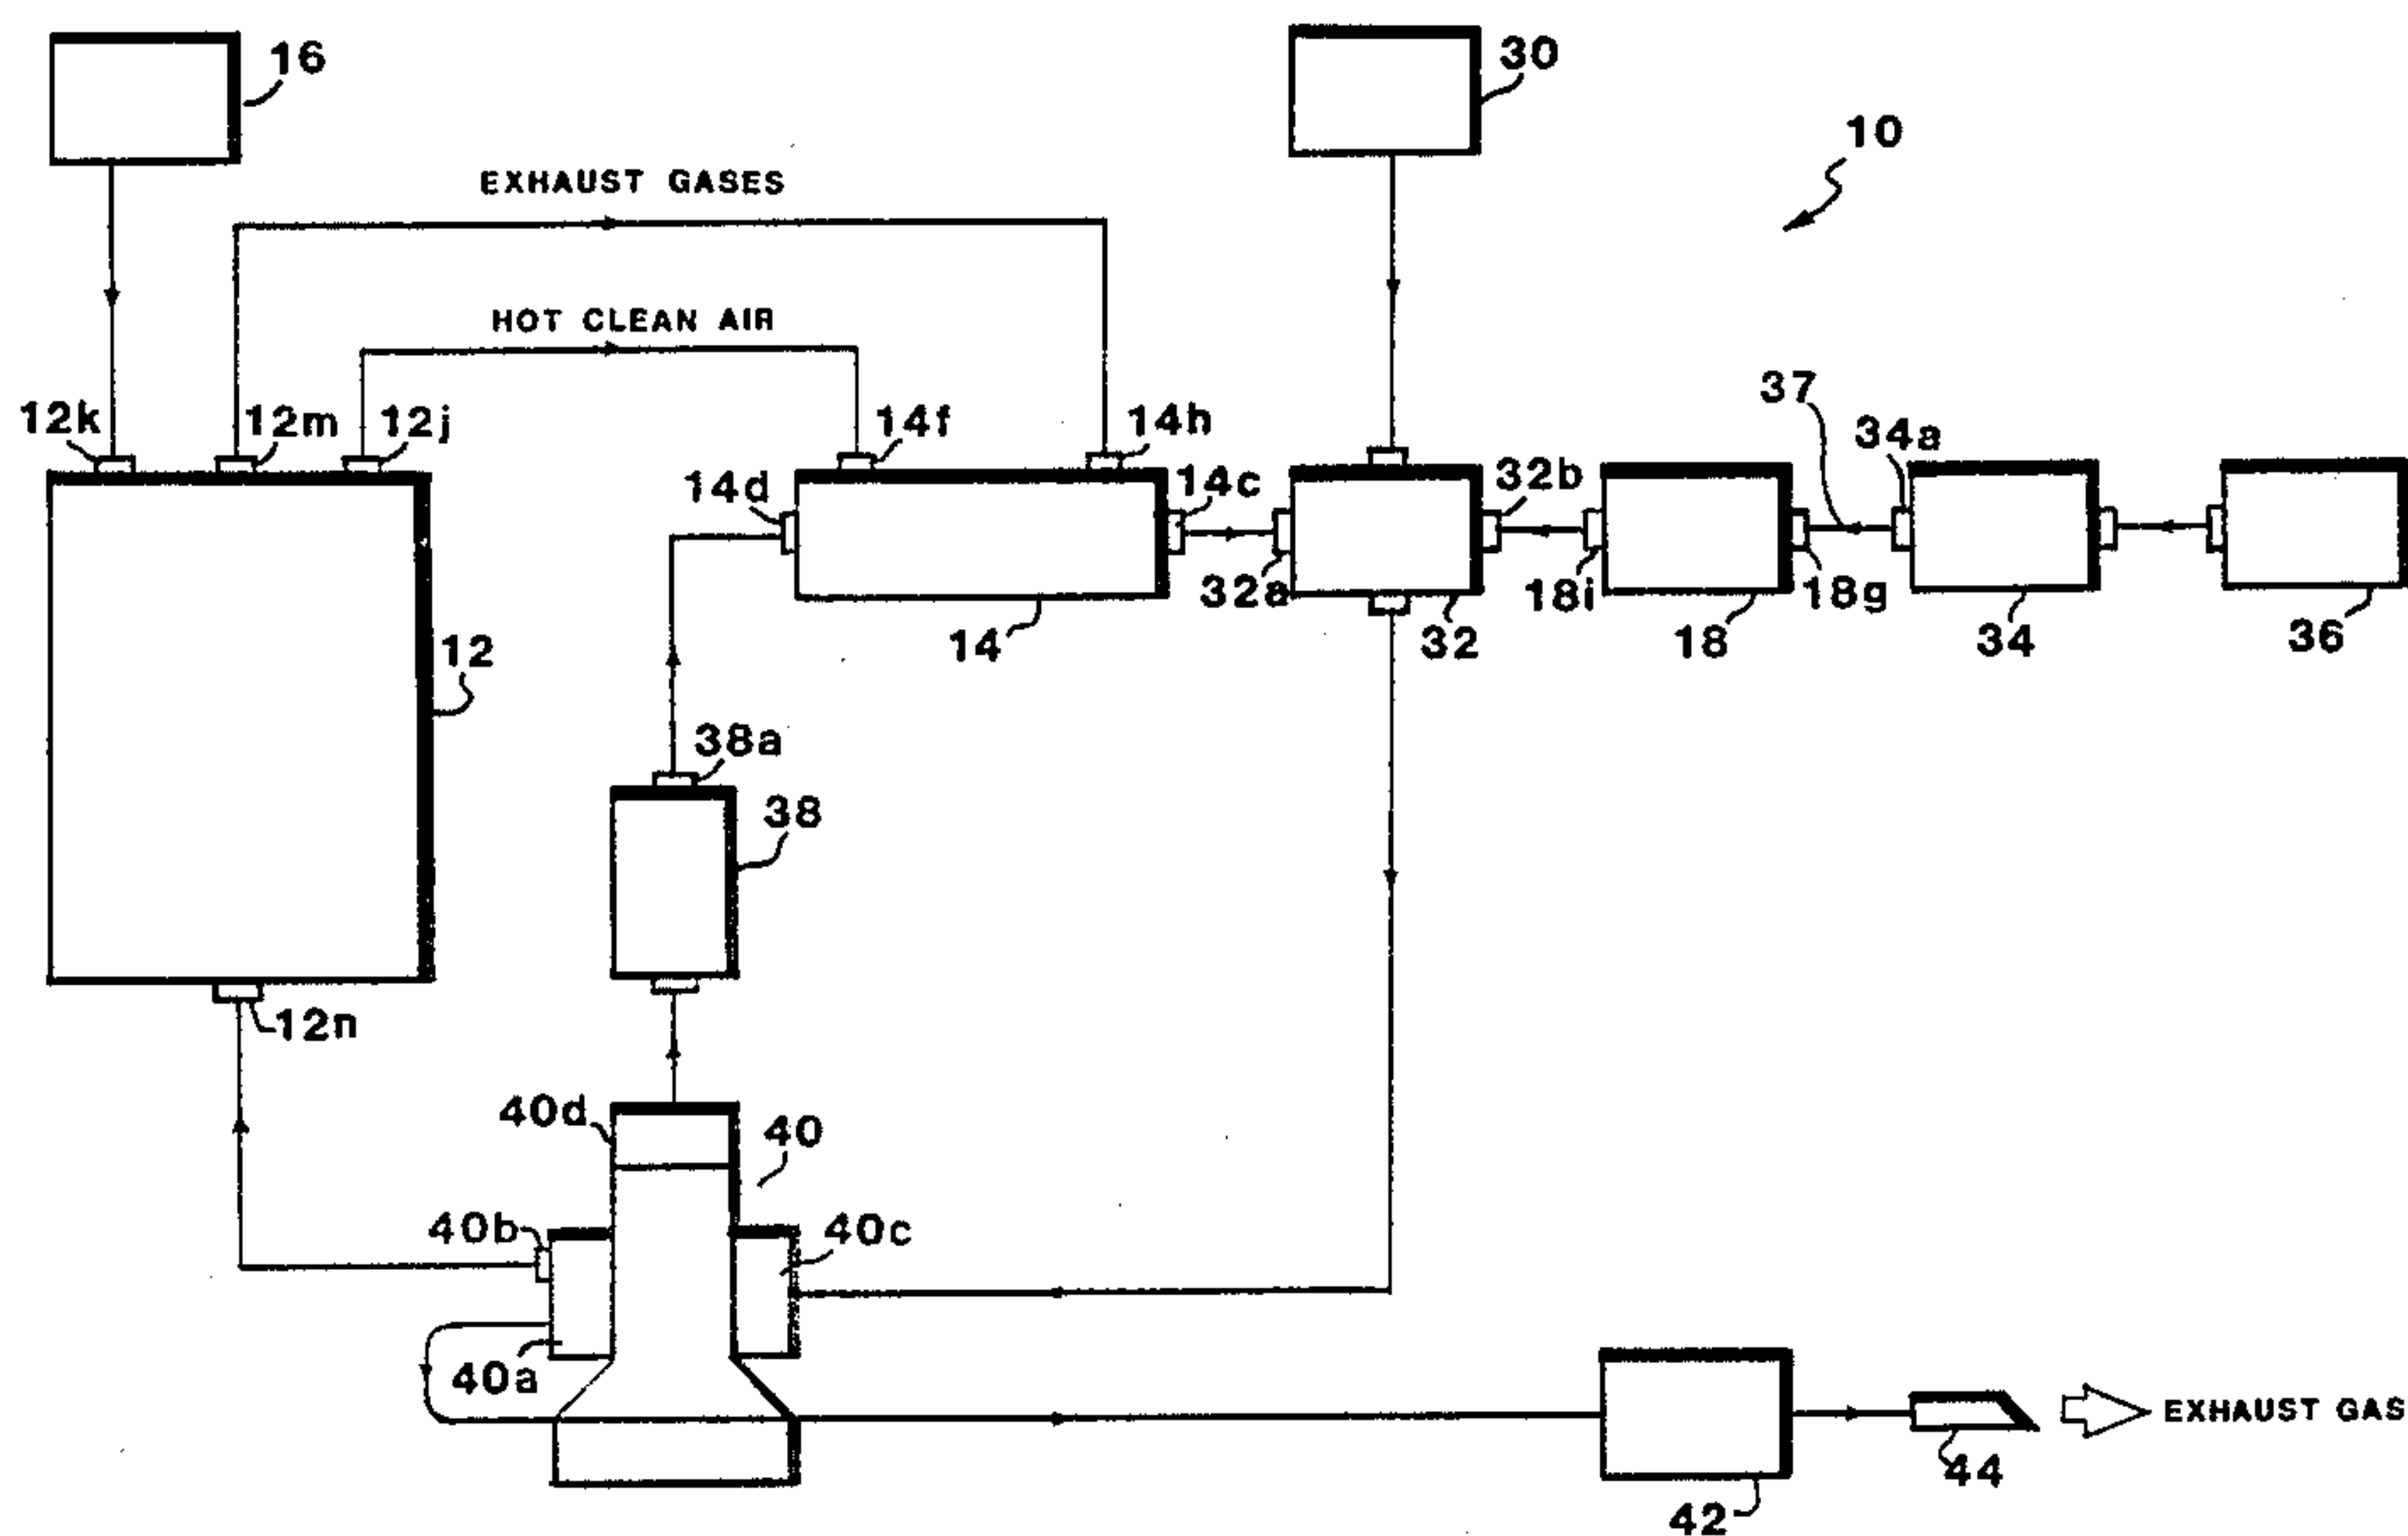 16
30
10
EXHAUST GASES
HOT CLEAN AIR
12k
12m
12j
14f
14h
37
34a
14d
14c
32b
32a
18i
18g
12
14
32
18
34
36
38a
38
12n
40d
40
40b
40c
40a
EXHAUST GAS
44
42